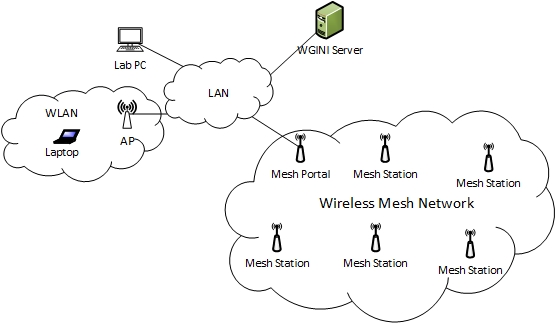 WGINI Server
Lab PC
LAN
WLAN
AP
Laptop
Mesh Portal
Mesh Station
Mesh Station
Wireless Mesh Network
Mesh Station
Mesh Station
Mesh Station